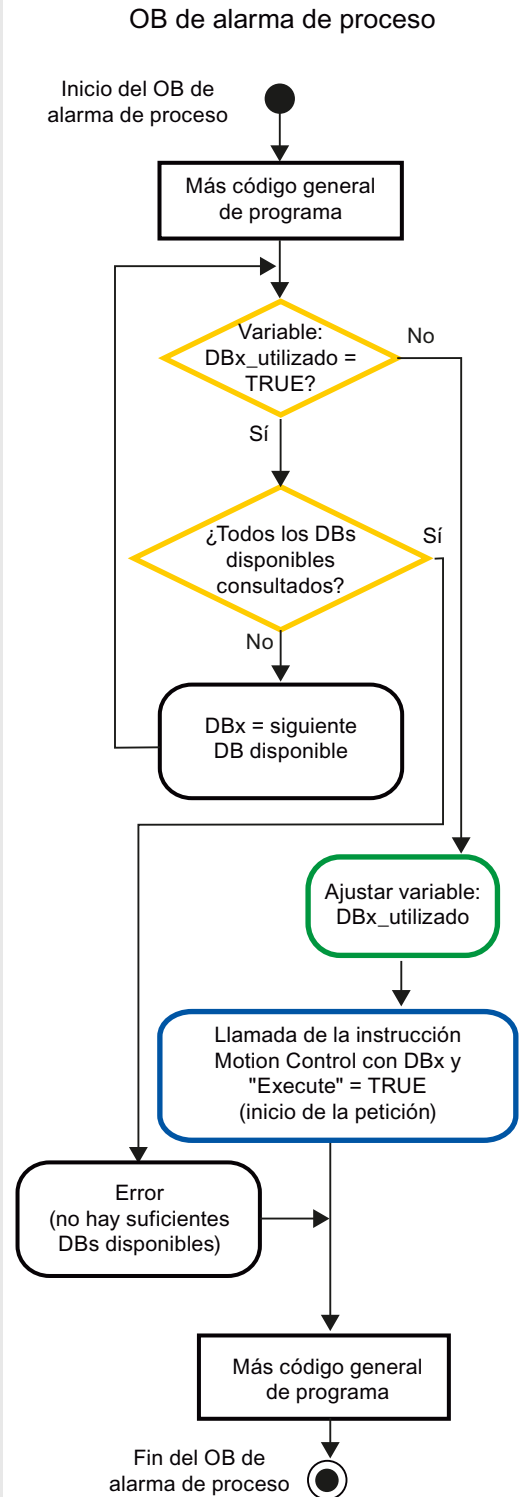 OB de alarma de proceso
Inicio del OB de
alarma de proceso
Más código general
de programa
Variable:
DBx_utilizado =
TRUE?
No
Sí
¿Todos los DBs
disponibles
consultados?
Sí
No
DBx = siguiente
DB disponible
Ajustar variable:
DBx_utilizado
Llamada de la instrucción
Motion Control con DBx y
"Execute" = TRUE
(inicio de la petición)
Error
(no hay suficientes
DBs disponibles)
Más código general
de programa
Fin del OB de
alarma de proceso